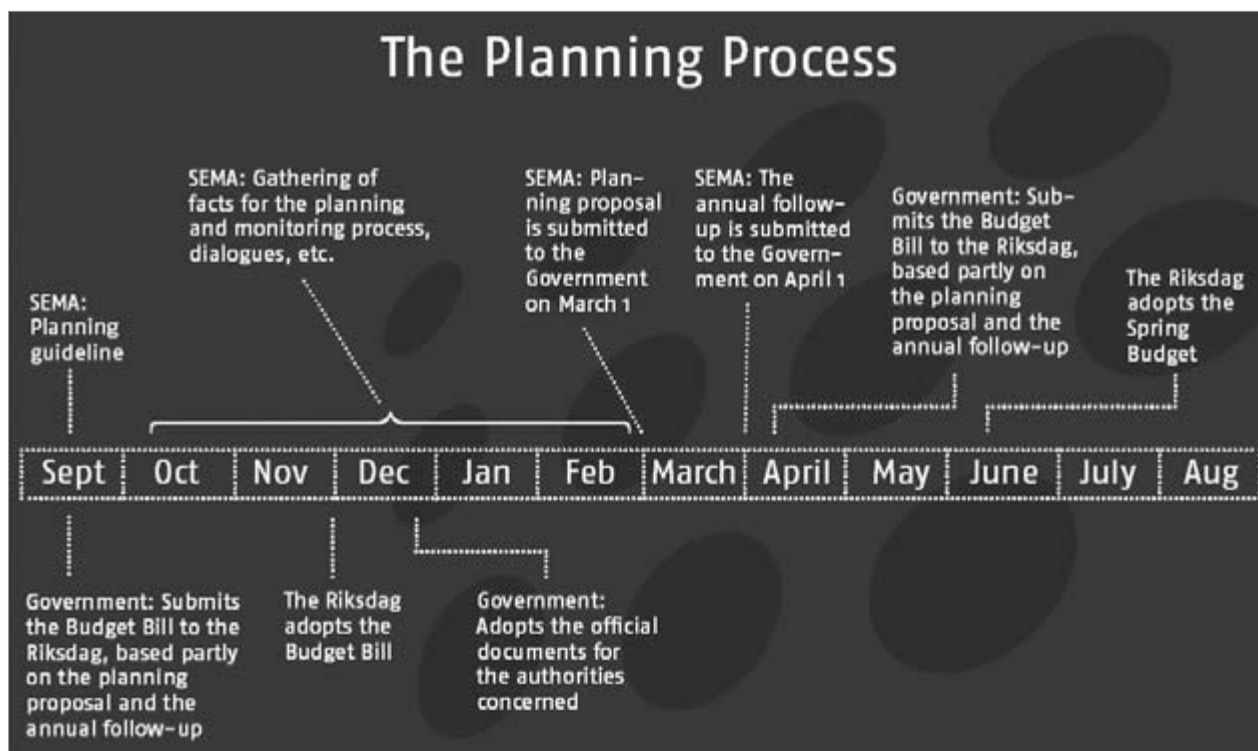 The Planning Process
SEMA: Gathering of
facts for the planning
and monitoring process,
dialogues, etc.
SEMA: Plan-
ning proposal
is submitted
to the
Government
on March 1
SEMA: The
annual follow-
up is submitted
to the Govern-
ment on April 1
Government: Sub-
mits the Budget
Bill to the Riksdag,
based partly on
the planning
proposal and the
annual follow-up
The Riksdag
adopts the
Spring
Budget
SEMA:
Planning
guideline
Sept Oct Nov Dec Jan Feb March April May June July Aug
Government: Submits
the Budget Bill to the
Riksdag, based partly
on the planning
proposal and the
annual follow-up
The Riksdag
adopts the
Budget Bill
Government:
Adopts the official
documents for
the authorities
concerned